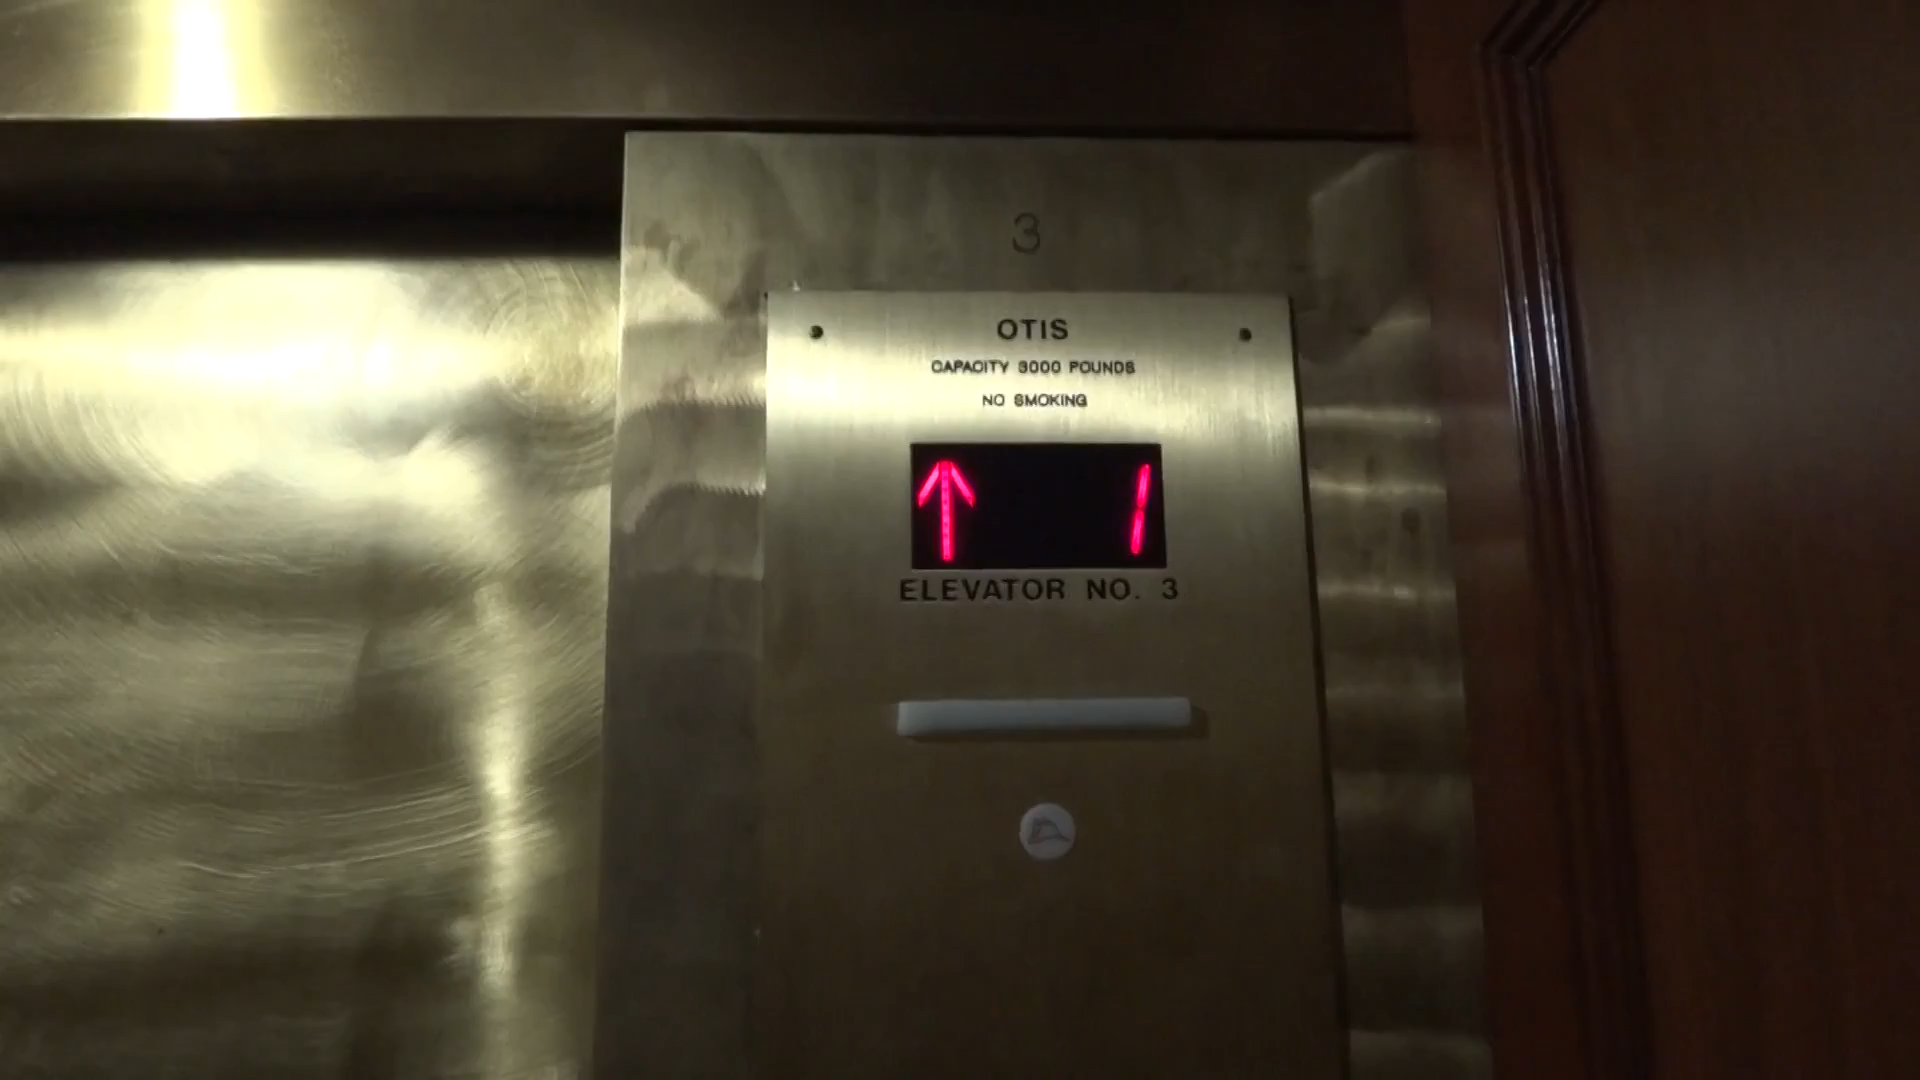 3
OTIS
CAPACITY 3000 POUNDS
NO SMOKING
↑ 1
ELEVATOR NO. 3